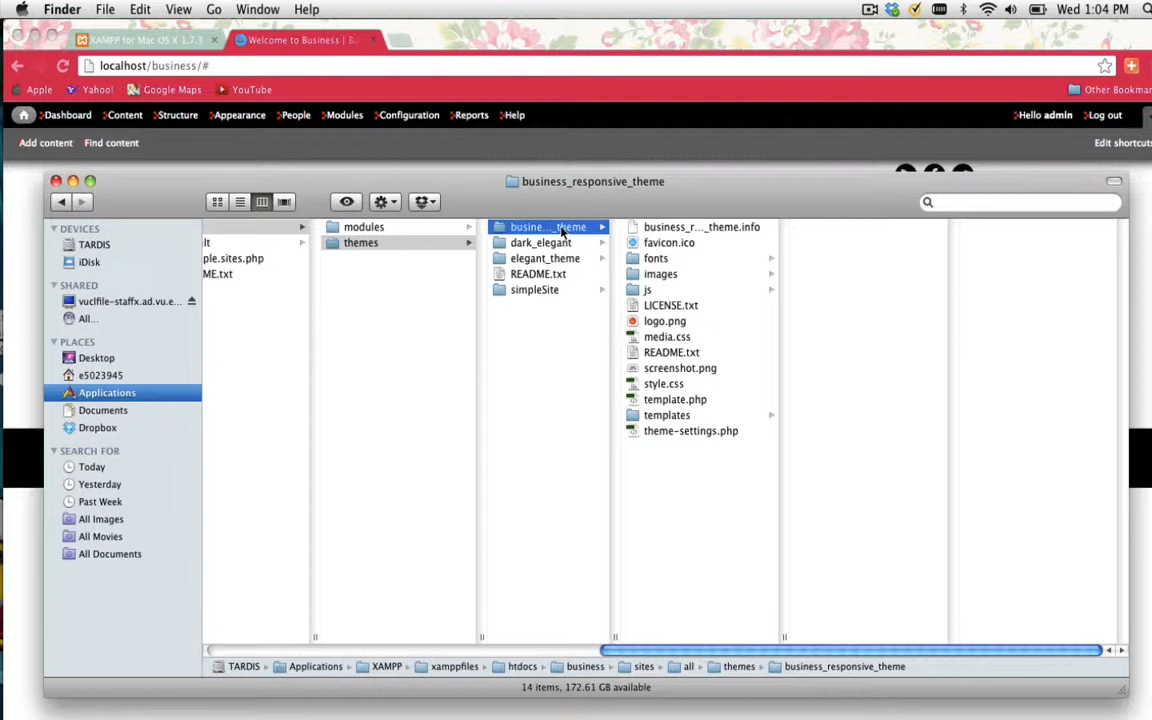 Finder File Edit View Go Window Help Wed 1:04 PM
XAMPP for Mac OS X 1.7.3 Welcome to Business | Bu
localhost/business/#
Apple Yahoo! Google Maps YouTube Other Bookmar
Dashboard Content Structure Appearance People Modules Configuration Reports Help Hello admin Log out
Add content Find content Edit shortcuts
business_responsive_theme
DEVICES
TARDIS
iDisk
SHARED
vuclfile-staffx.ad.vu.e...
All...
PLACES
Desktop
e5023945
Applications
Documents
Dropbox
SEARCH FOR
Today
Yesterday
Past Week
All Images
All Movies
All Documents
lt
ple.sites.php
ME.txt
modules
themes
busine..._theme
dark_elegant
elegant_theme
README.txt
simpleSite
business_r..._theme.info
favicon.ico
fonts
images
js
LICENSE.txt
logo.png
media.css
README.txt
screenshot.png
style.css
template.php
templates
theme-settings.php
TARDIS Applications XAMPP xamppfiles htdocs business sites all themes business_responsive_theme
14 items, 172.61 GB available